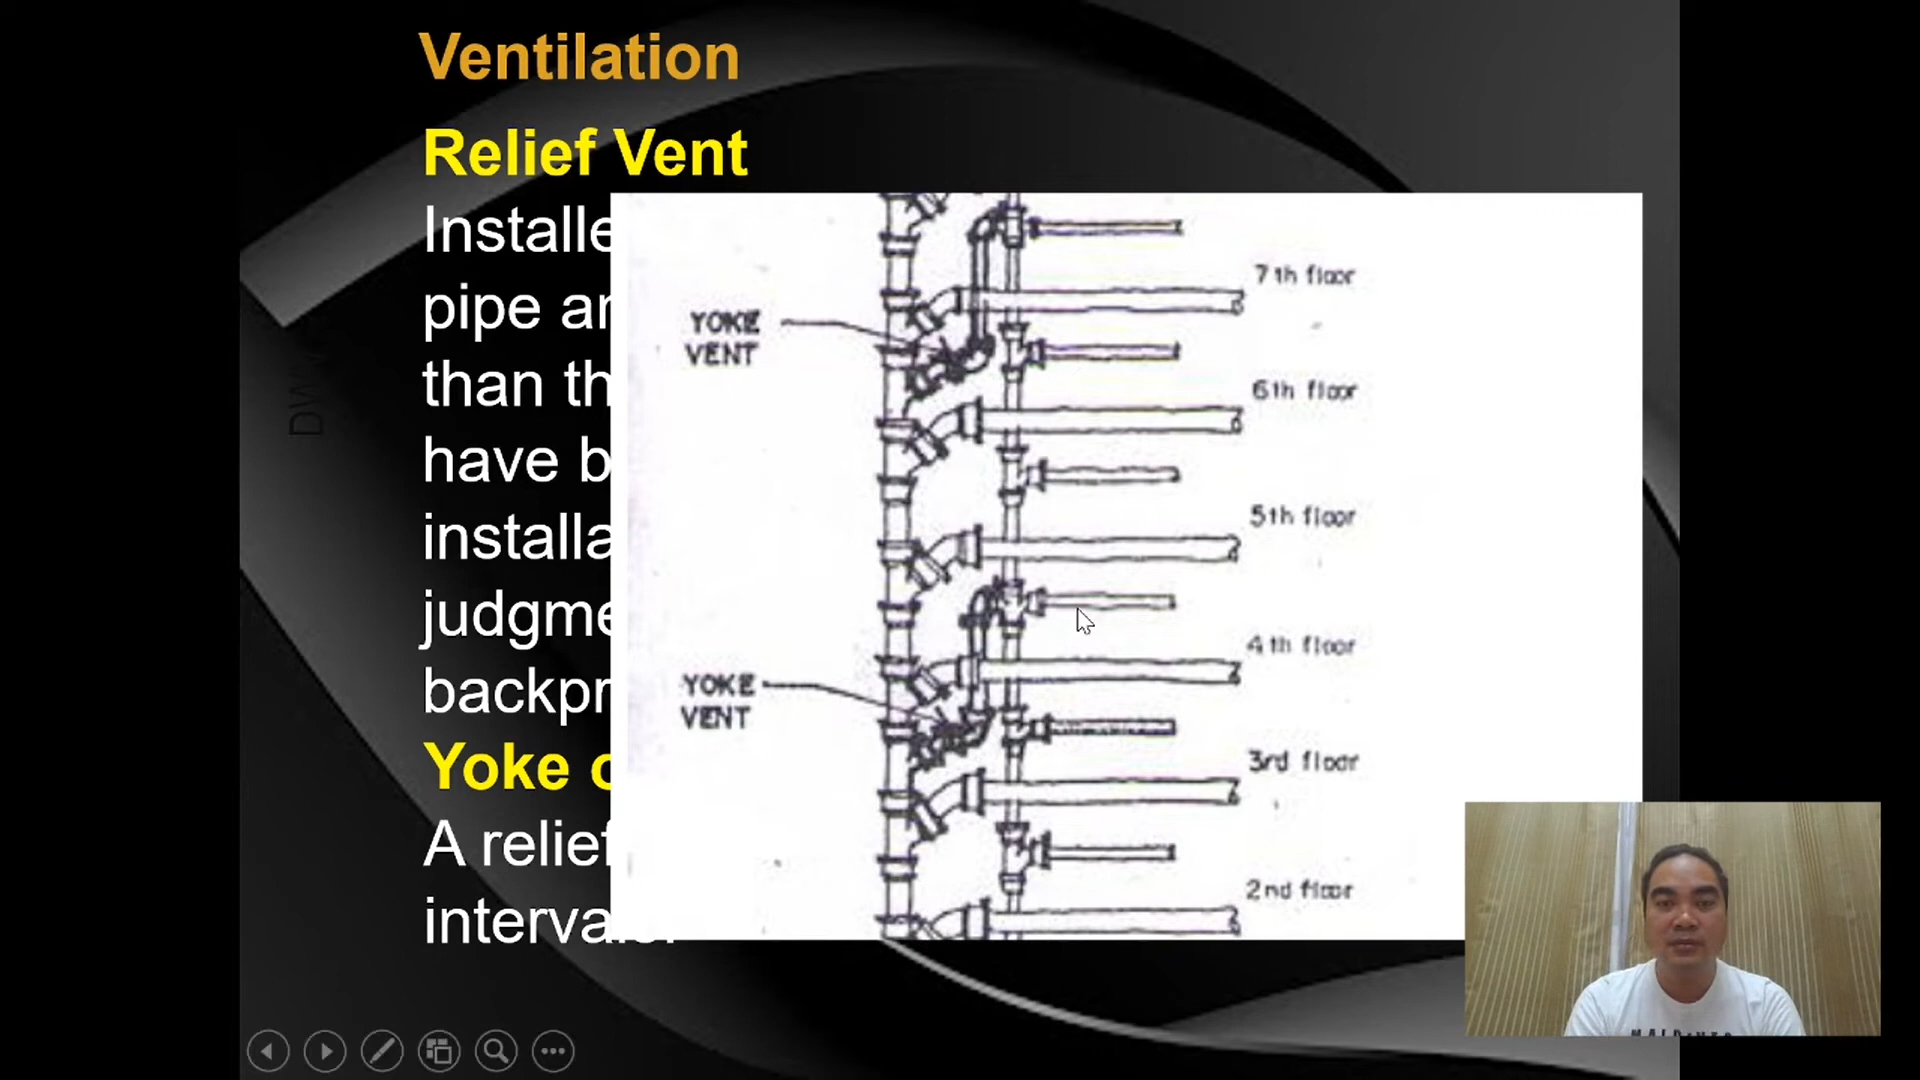 Ventilation
Relief Vent
Installe
pipe ar
than th
have b
installa
judgme
backpr
Yoke
A relief
interva
YOKE
VENT
7th floor
6th floor
5th floor
4th floor
YOKE
VENT
3rd floor
2nd floor